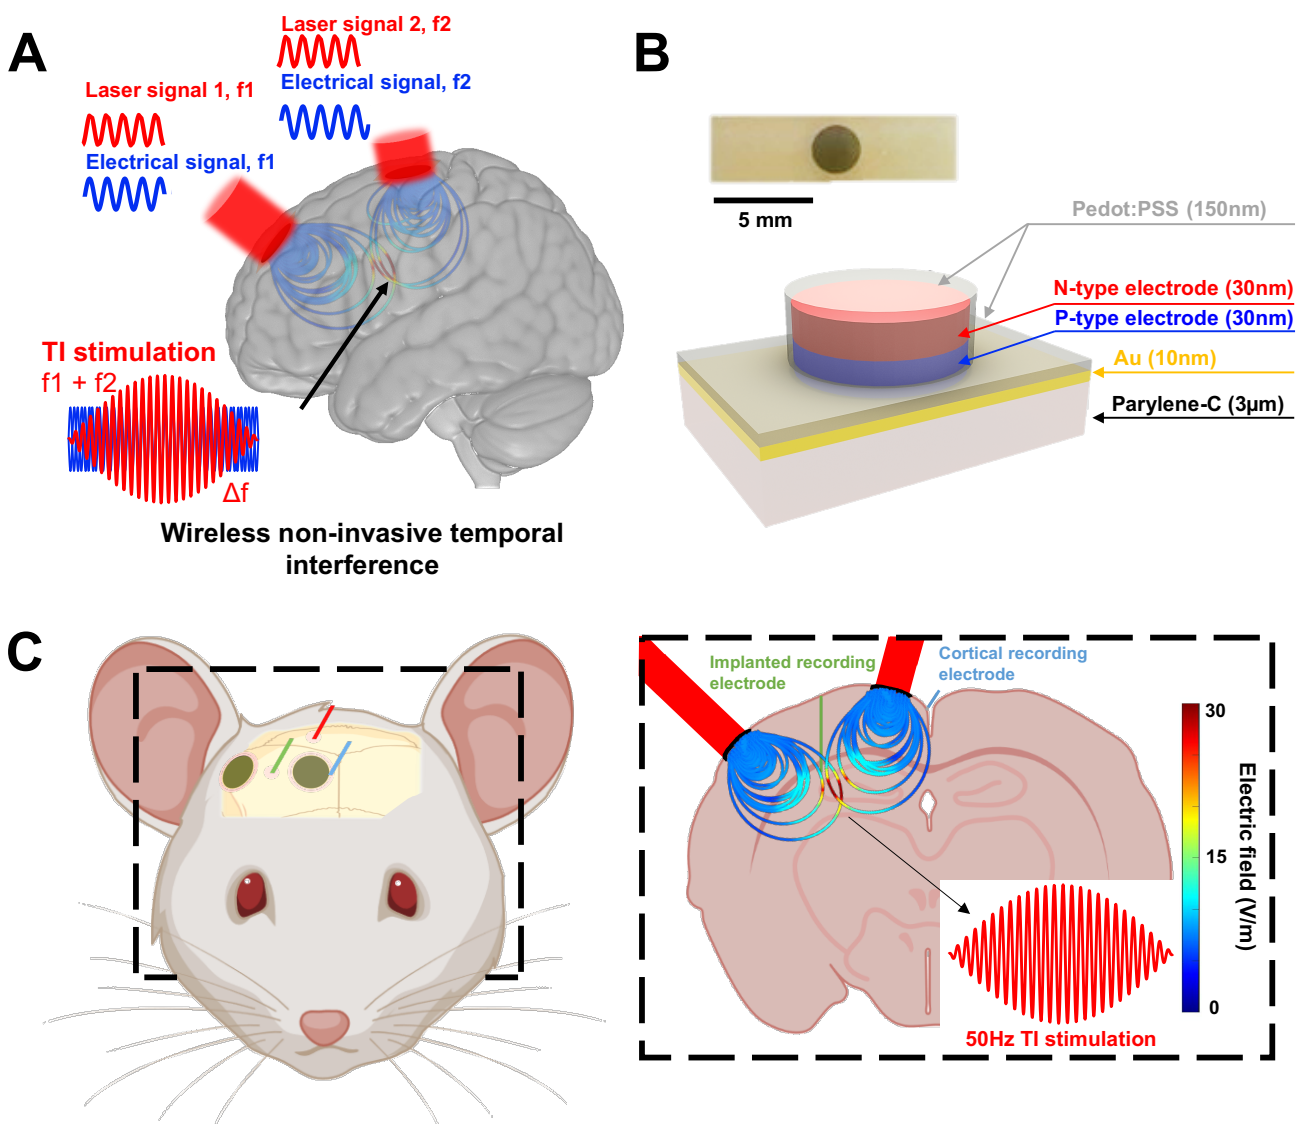 A
Laser signal 1, f1
Electrical signal, f1
Laser signal 2, f2
Electrical signal, f2
TI stimulation
f1 + f2
Δf
Wireless non-invasive temporal
interference
B
5 mm
Pedot:PSS (150nm)
N-type electrode (30nm)
P-type electrode (30nm)
Au (10nm)
Parylene-C (3µm)
C
Implanted recording
electrode
Cortical recording
electrode
30
15
0
Electric field (V/m)
50Hz TI stimulation